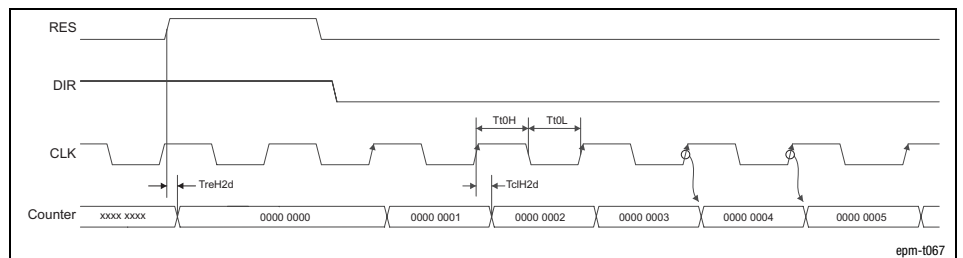 RES
DIR
Tt0H Tt0L
CLK
TreH2d TclH2d
Counter xxxx xxxx 0000 0000 0000 0001 0000 0002 0000 0003 0000 0004 0000 0005
epm-t067